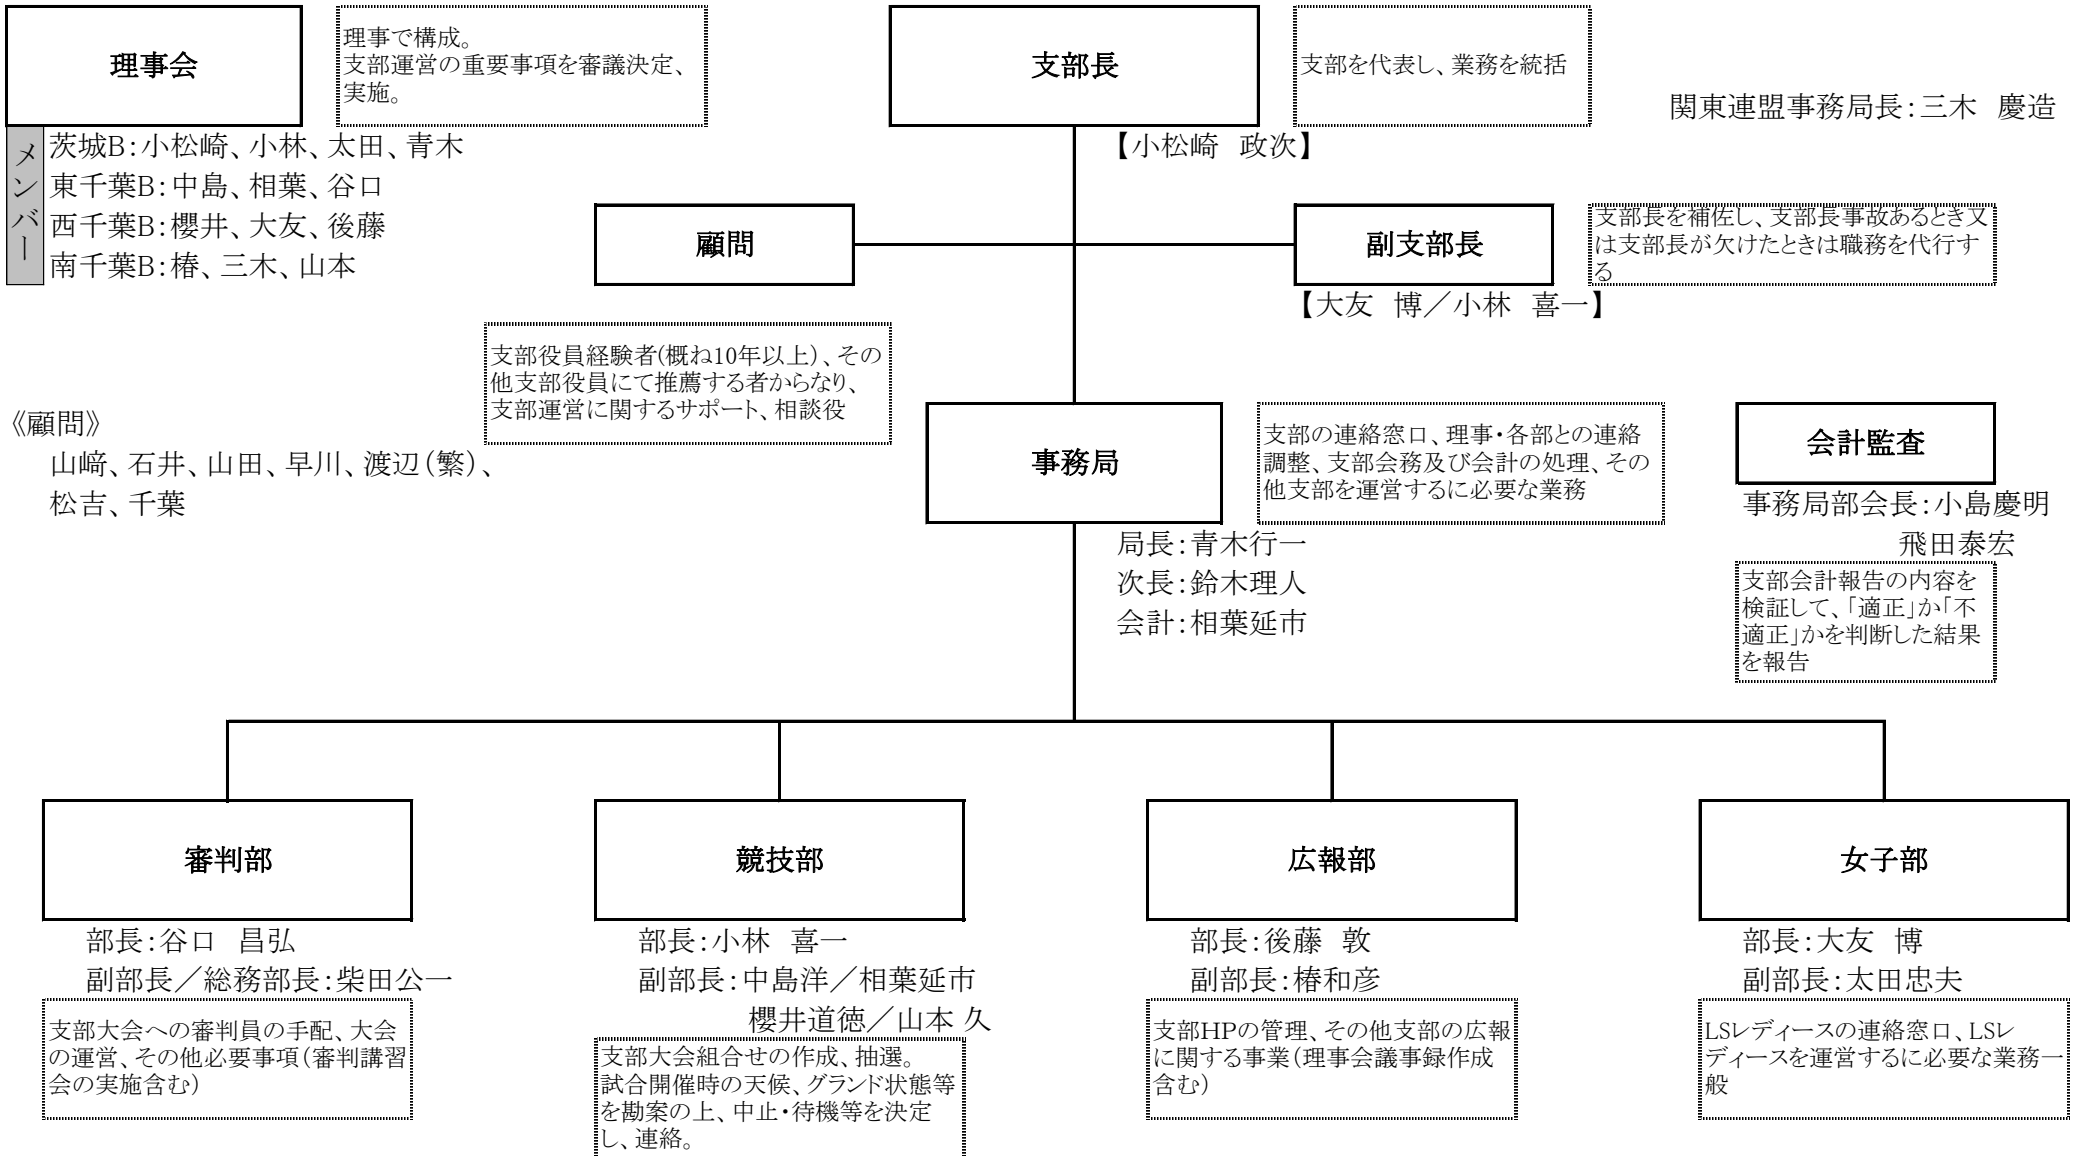 理事会
理事で構成。
支部運営の重要事項を審議決定、
実施。
支部長
支部を代表し、業務を統括
関東連盟事務局長：三木　慶造
メンバー
茨城B：小松崎、小林、太田、青木
東千葉B：中島、相葉、谷口
西千葉B：櫻井、大友、後藤
南千葉B：椿、三木、山本
【小松崎　政次】
顧問
副支部長
支部長を補佐し、支部長事故あるとき又
は支部長が欠けたときは職務を代行す
る
【大友　博／小林　喜一】
支部役員経験者(概ね10年以上)、その
他支部役員にて推薦する者からなり、
支部運営に関するサポート、相談役
《顧問》
山﨑、石井、山田、早川、渡辺（繁）、
松吉、千葉
事務局
支部の連絡窓口、理事・各部との連絡
調整、支部会務及び会計の処理、その
他支部を運営するに必要な業務
局長：青木行一
次長：鈴木理人
会計：相葉延市
会計監査
事務局部会長：小島慶明
飛田泰宏
支部会計報告の内容を
検証して、「適正」か「不
適正」かを判断した結果
を報告
審判部
部長：谷口　昌弘
副部長／総務部長：柴田公一
支部大会への審判員の手配、大会
の運営、その他必要事項（審判講習
会の実施含む）
競技部
部長：小林　喜一
副部長：中島洋／相葉延市
櫻井道徳／山本 久
支部大会組合せの作成、抽選。
試合開催時の天候、グランド状態等
を勘案の上、中止・待機等を決定
し、連絡。
広報部
部長：後藤　敦
副部長：椿和彦
支部HPの管理、その他支部の広報
に関する事業（理事会議事録作成
含む）
女子部
部長：大友　博
副部長：太田忠夫
LSレディースの連絡窓口、LSレ
ディースを運営するに必要な業務一
般